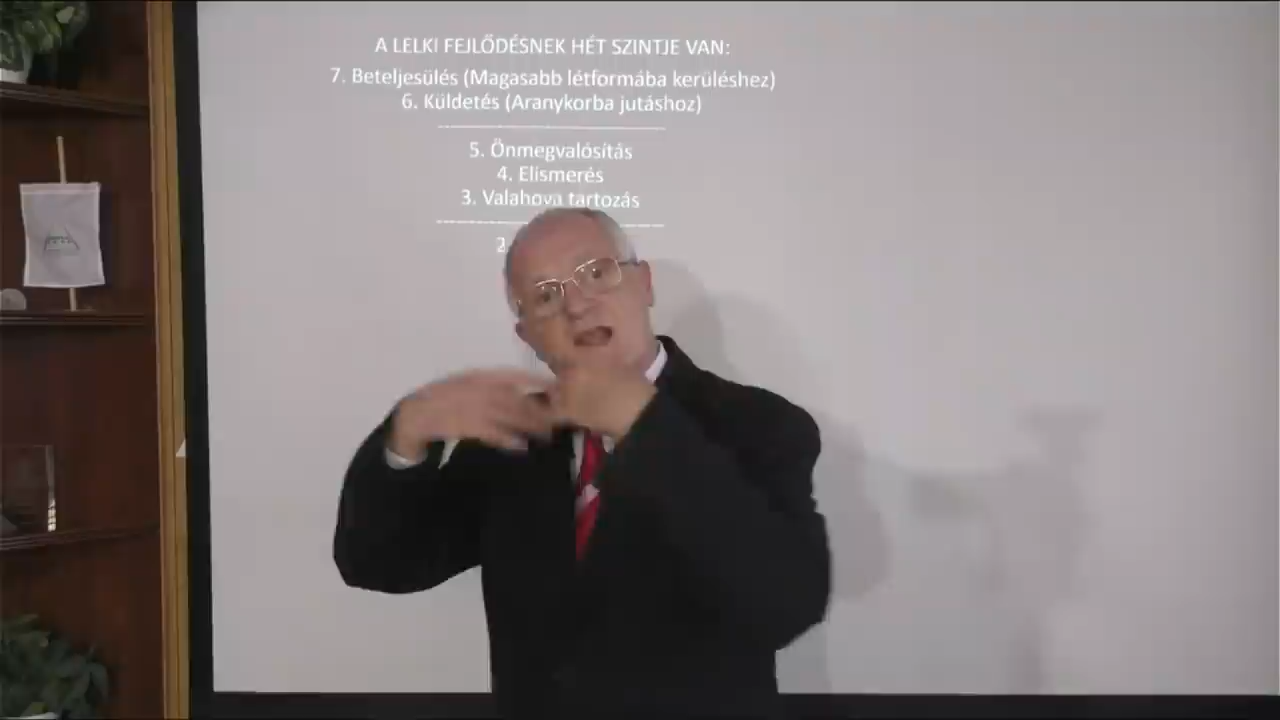 A LELKI FEJLŐDÉSNEK HÉT SZINTJE VAN:
7. Beteljesülés (Magasabb létformába kerüléshez)
6. Küldetés (Aranykorba jutáshoz)
5. Önmegvalósítás
4. Elismerés
3. Valahova tartozás
2